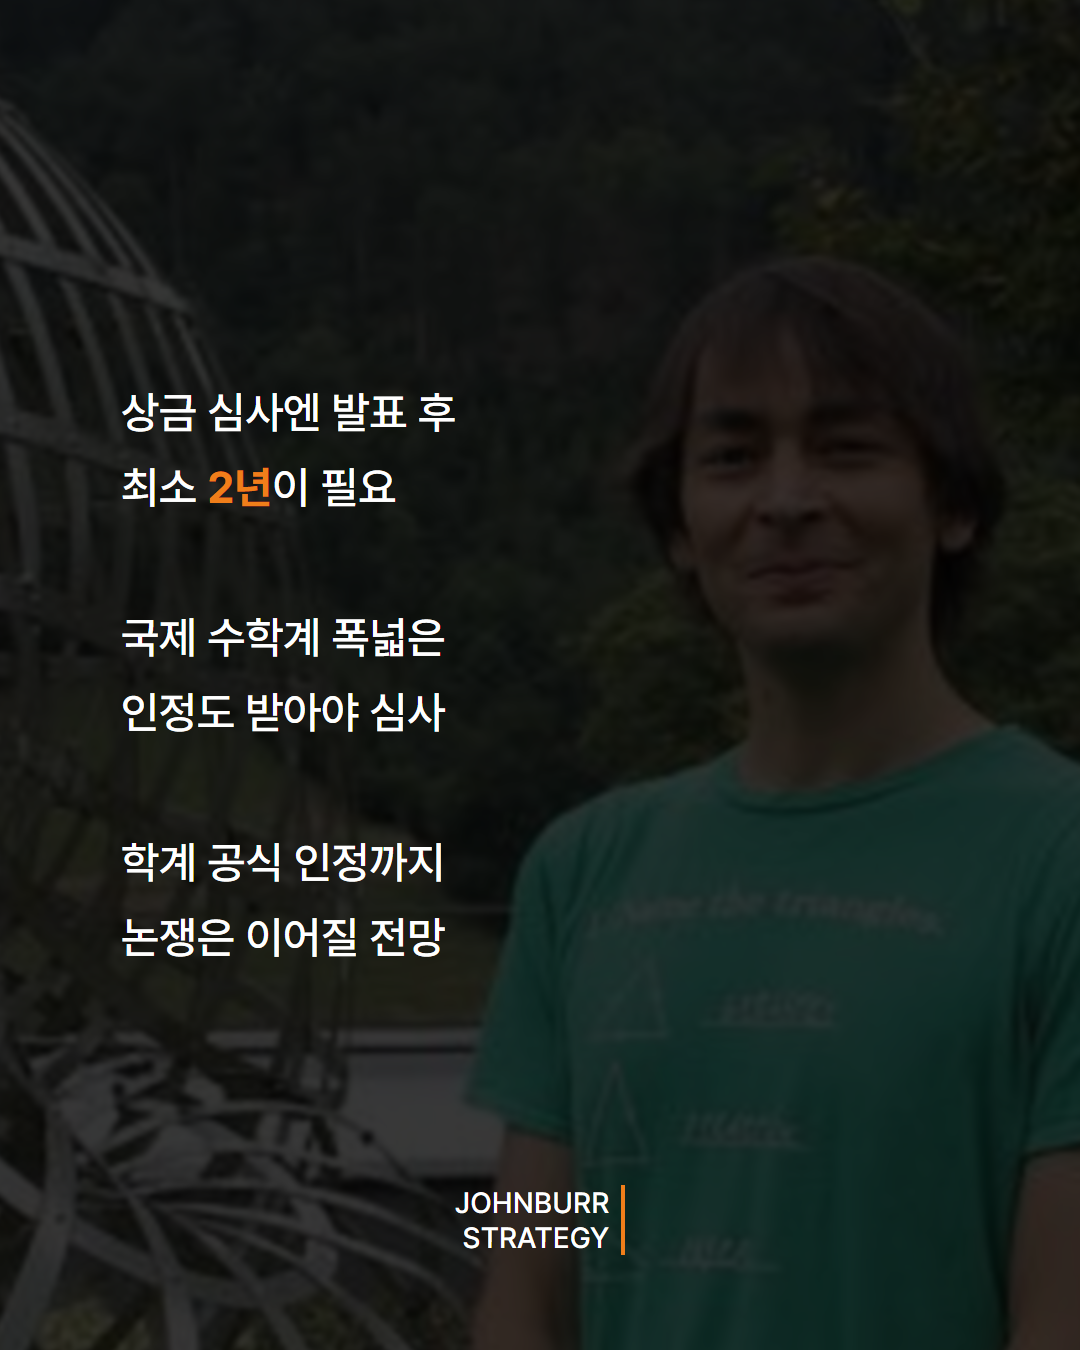 상금 심사엔 발표 후
최소 2년이 필요
국제 수학계 폭넓은
인정도 받아야 심사
학계 공식 인정까지
논쟁은 이어질 전망
the triangles.
JOHNBURR
STRATEGY